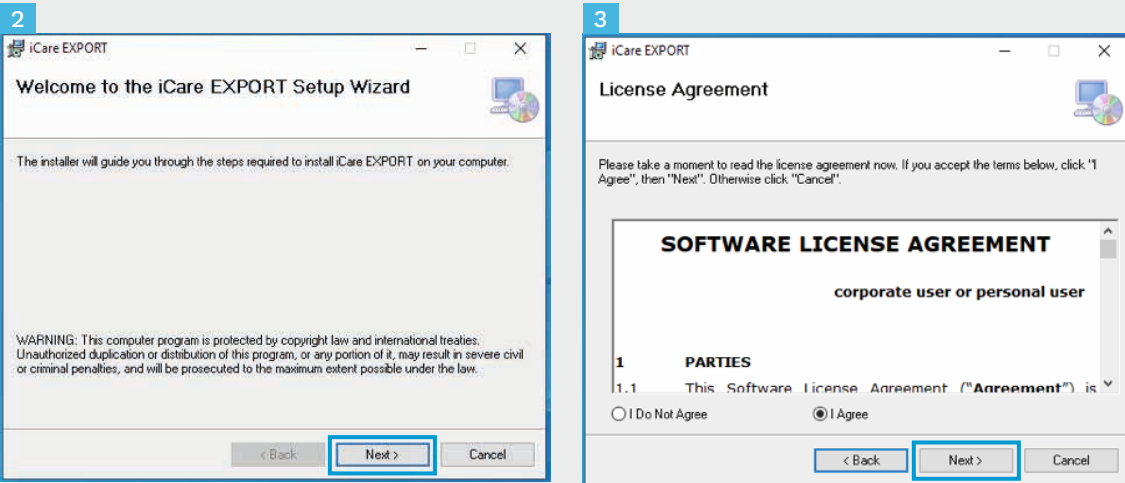 2
iCare EXPORT
Welcome to the iCare EXPORT Setup Wizard
The installer will guide you through the steps required to install iCare EXPORT on your computer.
WARNING: This computer program is protected by copyright law and international treaties.
Unauthorized duplication or distribution of this program, or any portion of it, may result in severe civil
or criminal penalties, and will be prosecuted to the maximum extent possible under the law.
< Back
Next >
Cancel
3
iCare EXPORT
License Agreement
Please take a moment to read the license agreement now. If you accept the terms below, click "I
Agree", then "Next". Otherwise click "Cancel".
SOFTWARE LICENSE AGREEMENT
corporate user or personal user
1 PARTIES
1.1 This Software License Agreement (“Agreement”) is
I Do Not Agree
I Agree
< Back
Next >
Cancel